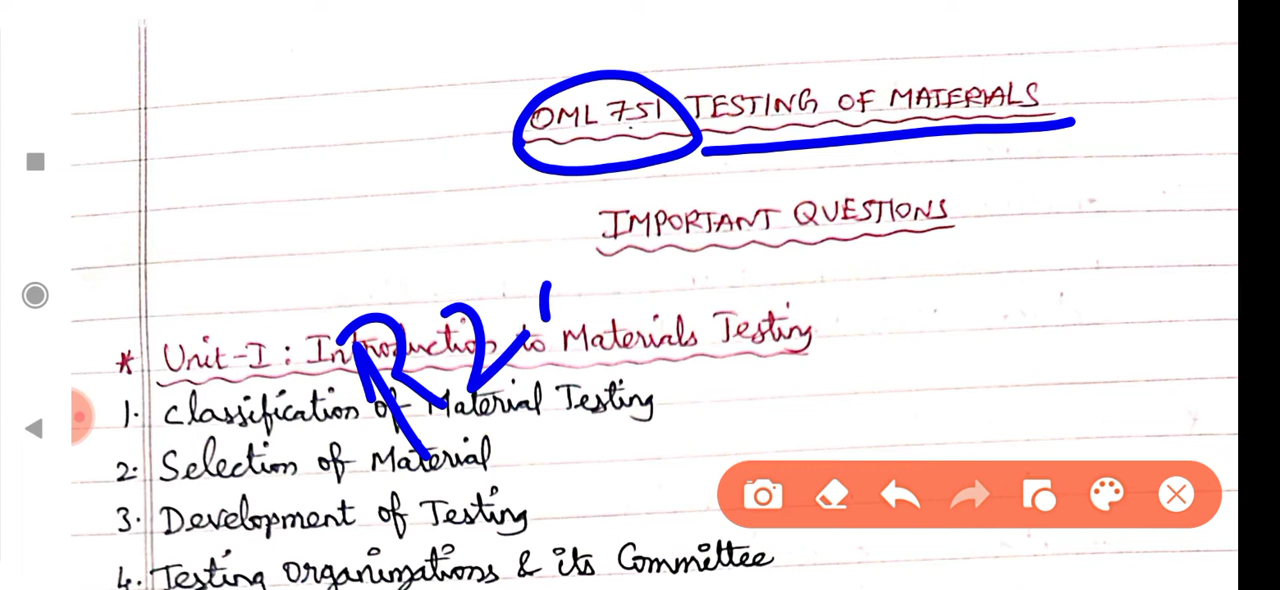 OML 751 TESTING OF MATERIALS
IMPORTANT QUESTIONS
R2'
* Unit-I : Introduction to Materials Testing
1. Classification of Material Testing
2. Selection of Material
3. Development of Testing
4. Testing Organizations & its Committee